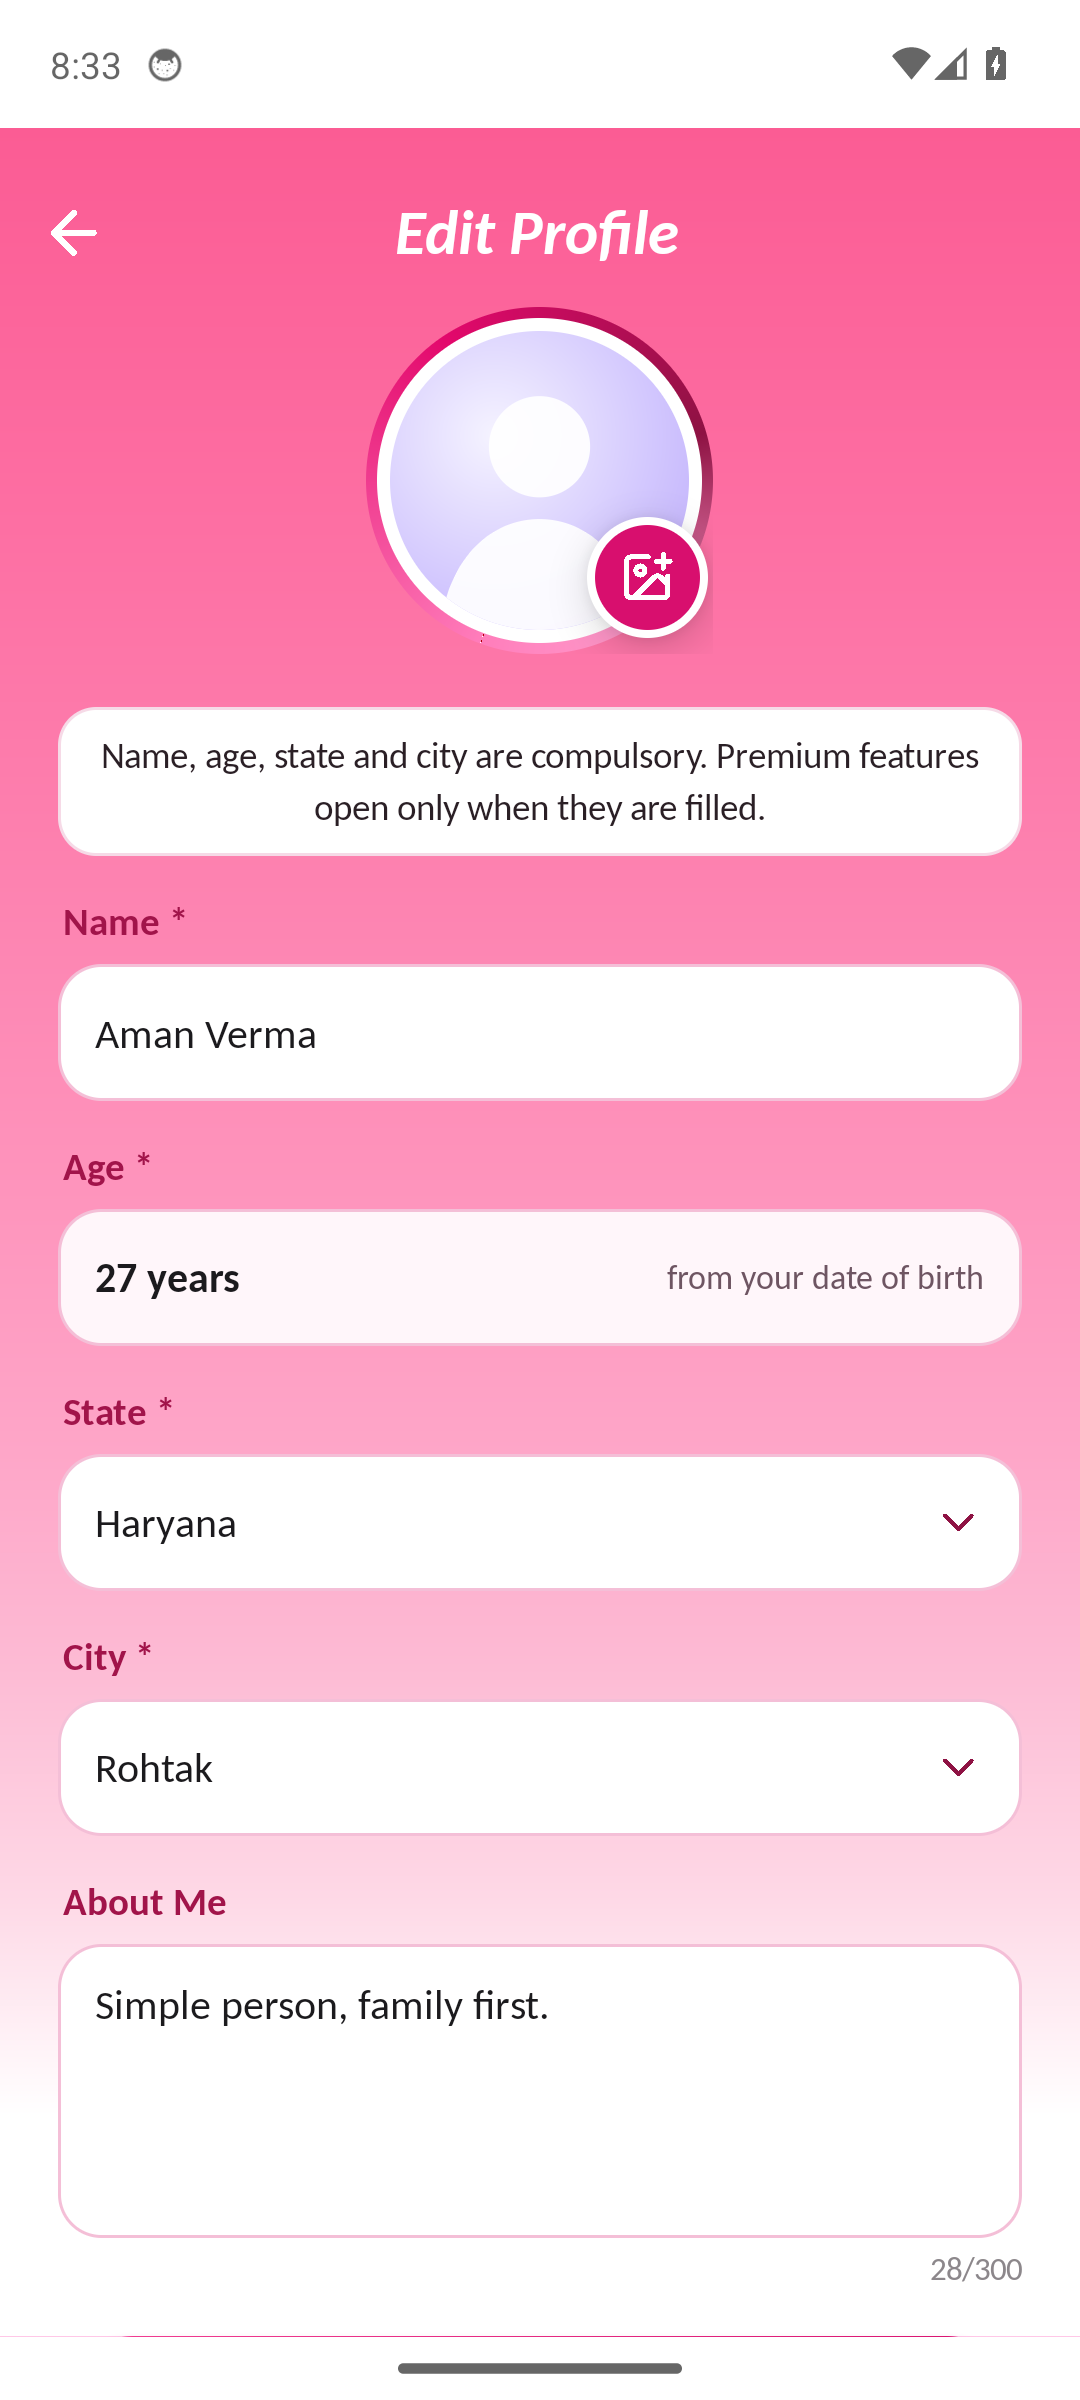 8:33
Edit Profile
Name, age, state and city are compulsory. Premium features
open only when they are filled.
Name *
Aman Verma
Age *
27 years
from your date of birth
State *
Haryana
City *
Rohtak
About Me
Simple person, family first.
28/300